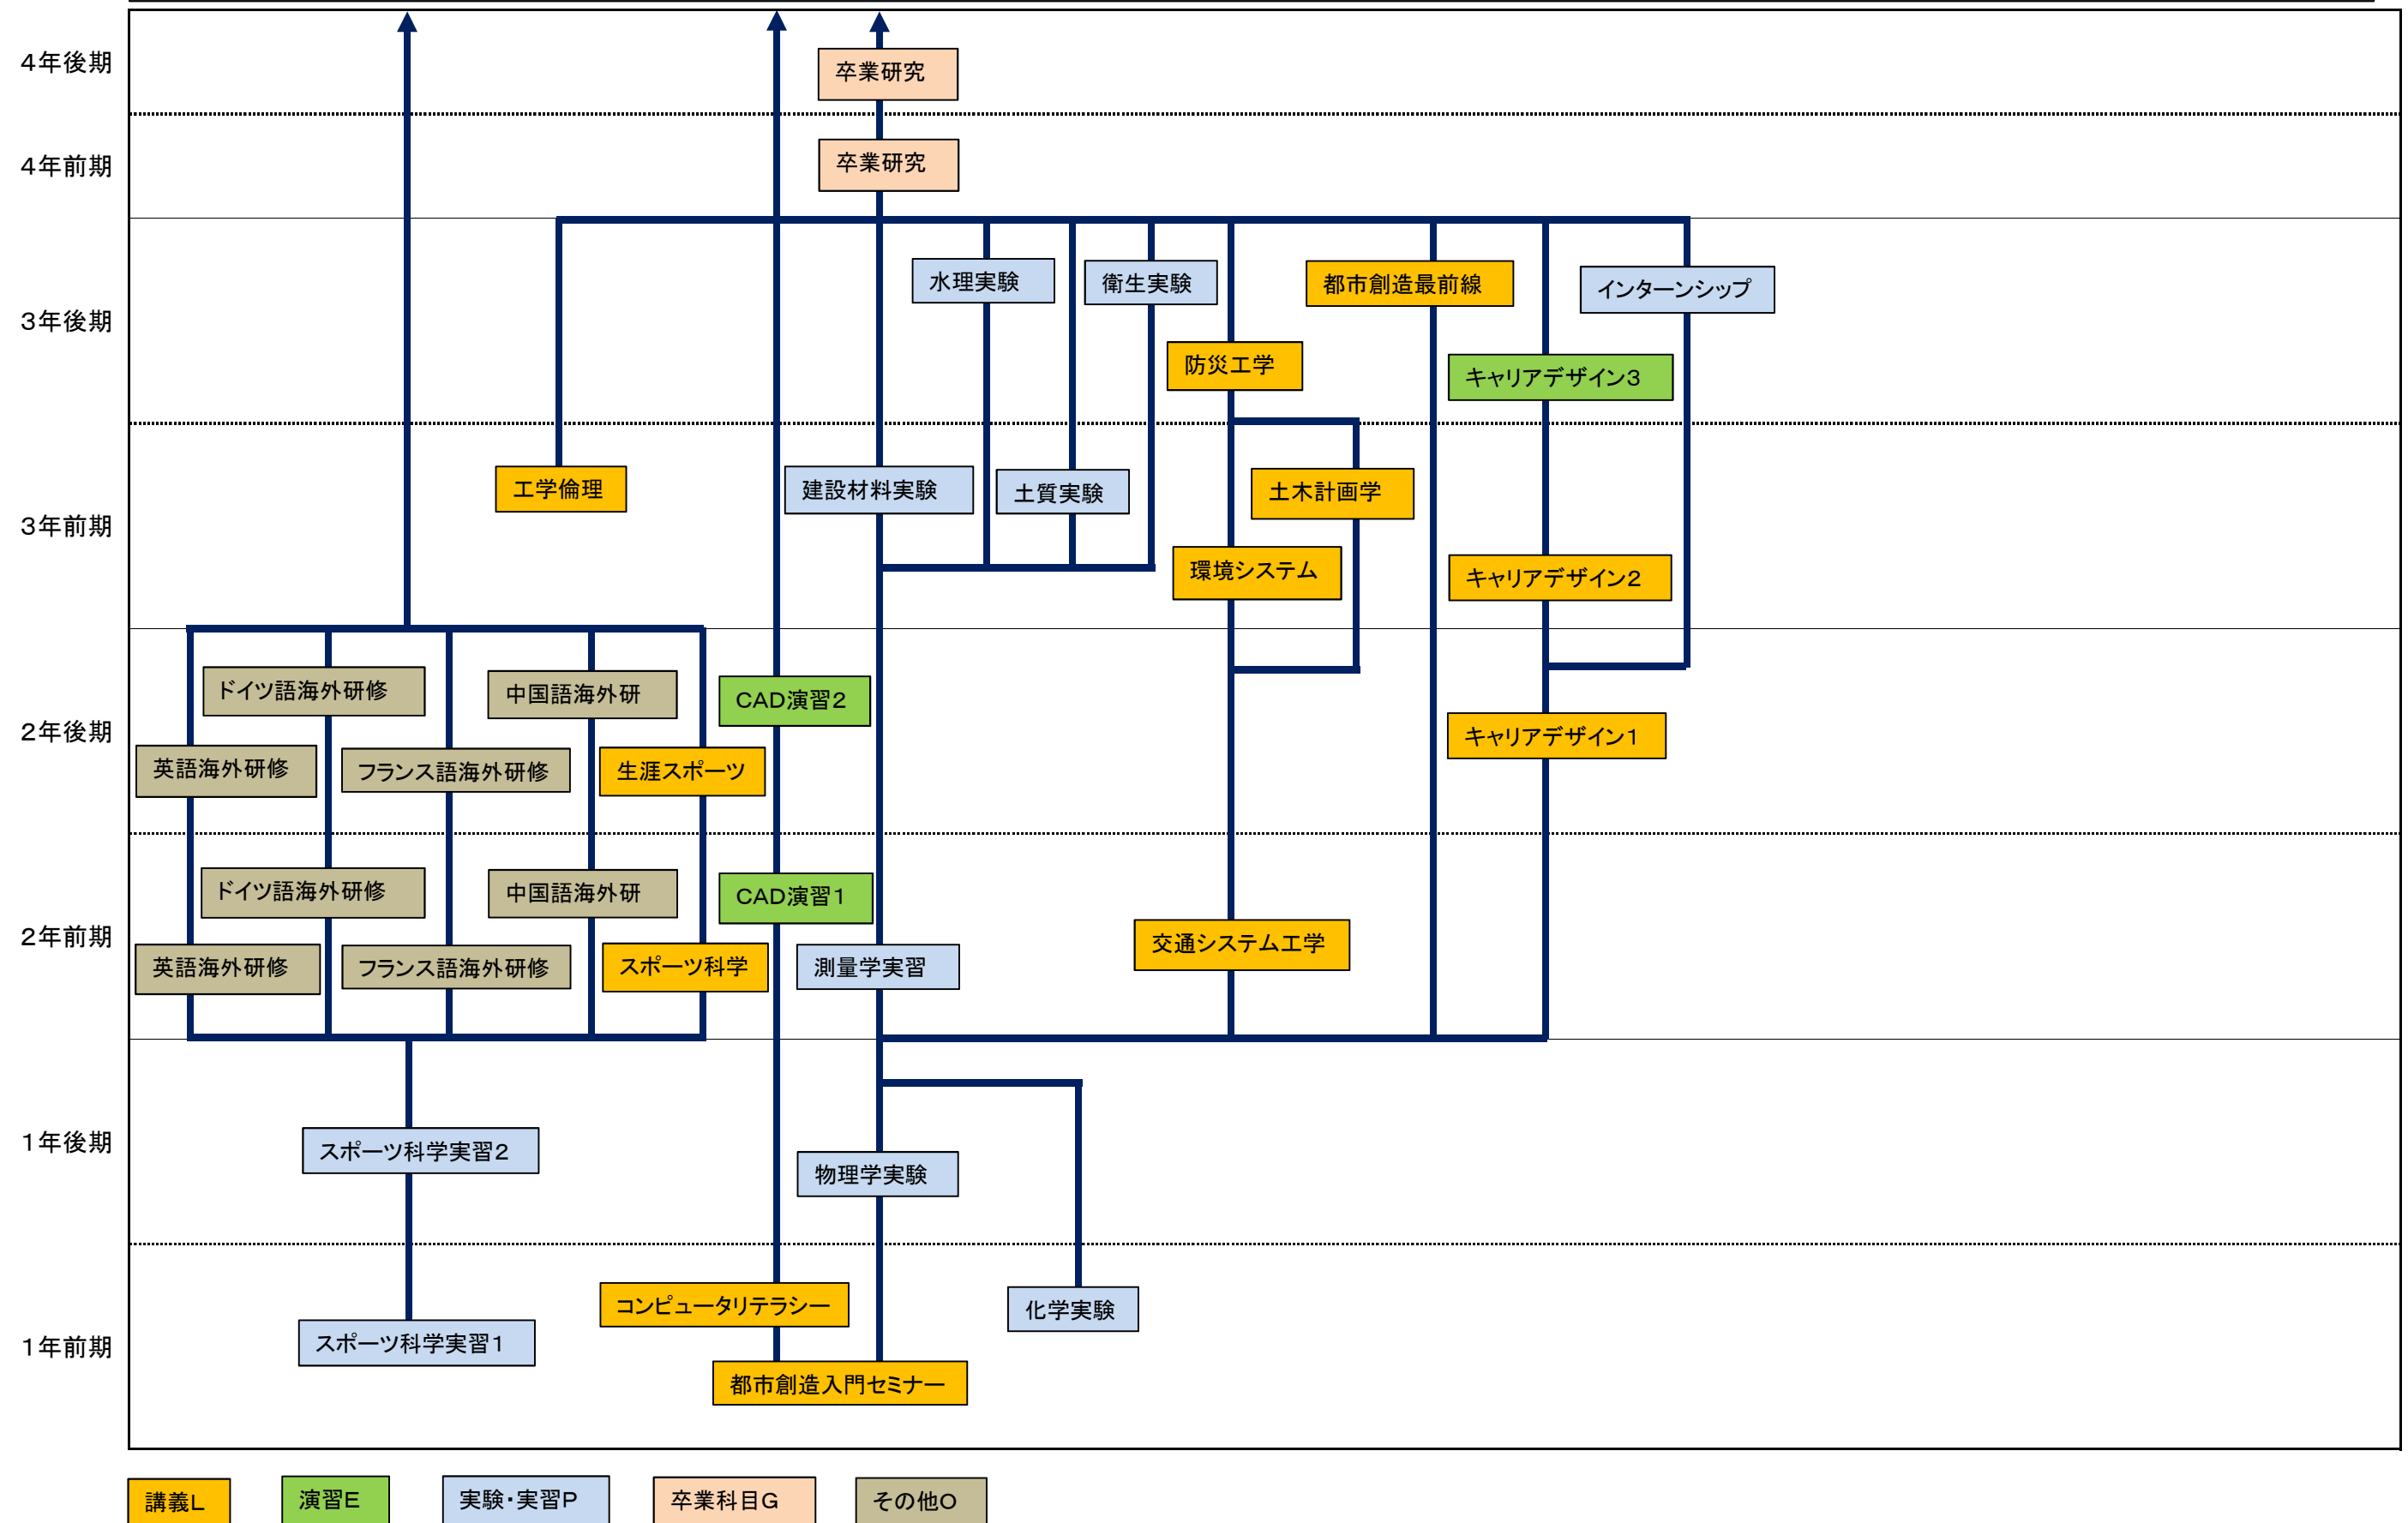 4年後期
卒業研究
4年前期
卒業研究
3年後期
水理実験
衛生実験
都市創造最前線
インターンシップ
防災工学
キャリアデザイン3
3年前期
工学倫理
建設材料実験
土質実験
土木計画学
環境システム
キャリアデザイン2
2年後期
ドイツ語海外研修
中国語海外研
CAD演習2
キャリアデザイン1
英語海外研修
フランス語海外研修
生涯スポーツ
2年前期
ドイツ語海外研修
中国語海外研
CAD演習1
交通システム工学
英語海外研修
フランス語海外研修
スポーツ科学
測量学実習
1年後期
スポーツ科学実習2
物理学実験
1年前期
コンピュータリテラシー
化学実験
スポーツ科学実習1
都市創造入門セミナー
講義L
演習E
実験・実習P
卒業科目G
その他O